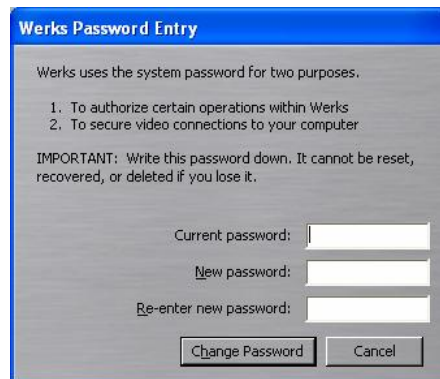 Werks Password Entry
Werks uses the system password for two purposes.
1. To authorize certain operations within Werks
2. To secure video connections to your computer
IMPORTANT: Write this password down. It cannot be reset,
recovered, or deleted if you lose it.
Current password:
New password:
Re-enter new password:
Change Password Cancel